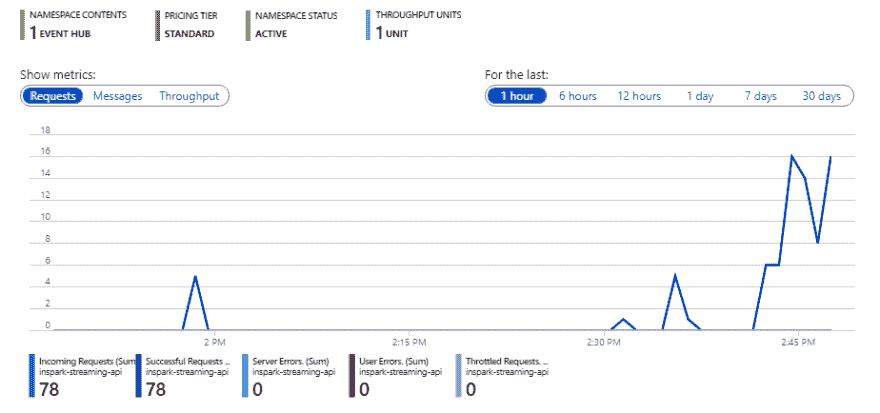 NAMESPACE CONTENTS
1 EVENT HUB
PRICING TIER
STANDARD
NAMESPACE STATUS
ACTIVE
THROUGHPUT UNITS
1 UNIT
Show metrics:
Requests Messages Throughput
For the last:
1 hour 6 hours 12 hours 1 day 7 days 30 days
18
16
14
12
10
8
6
4
2
0
2 PM 2:15 PM 2:30 PM 2:45 PM
Incoming Requests (Sum
inspark-streaming-api
78
Successful Requests ...
inspark-streaming-api
78
Server Errors. (Sum)
inspark-streaming-api
0
User Errors. (Sum)
inspark-streaming-api
0
Throttled Requests. ...
inspark-streaming-api
0